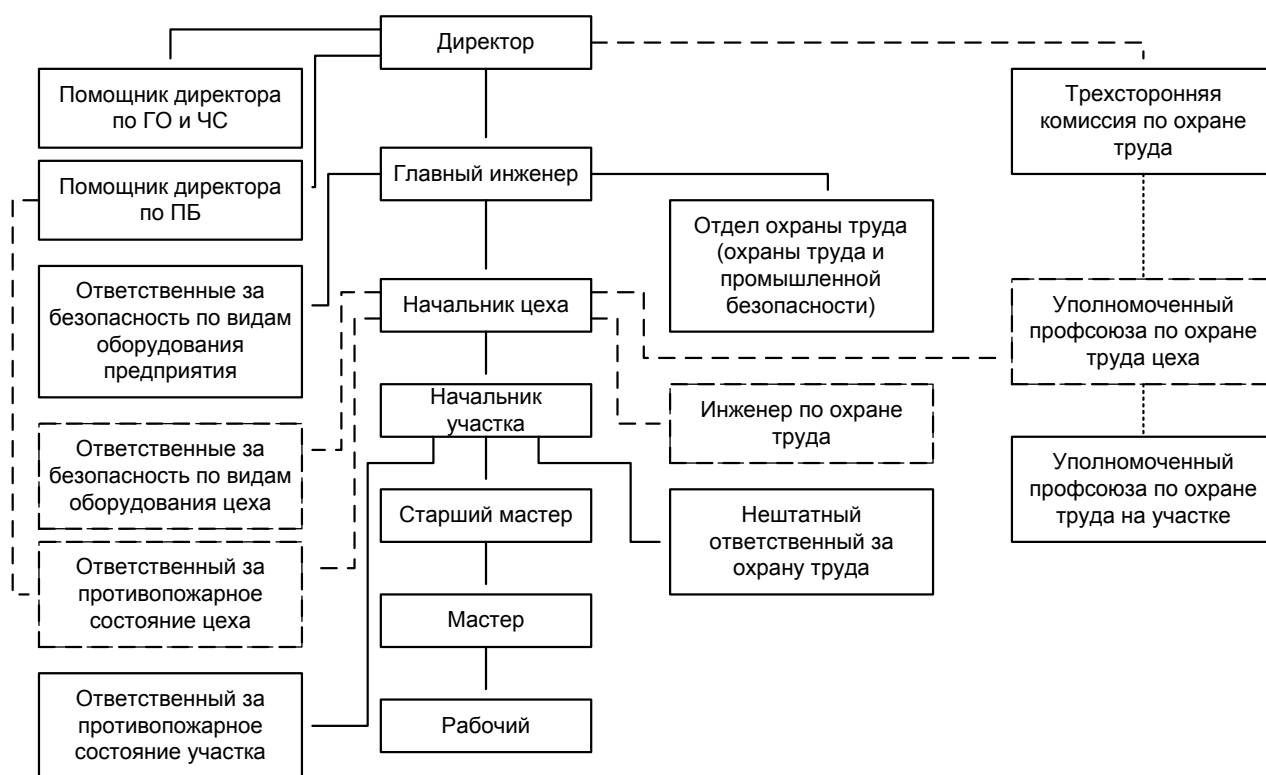 Директор
Помощник директора
по ГО и ЧС
Трехсторонняя
комиссия по охране
труда
Помощник директора
по ПБ
Главный инженер
Отдел охраны труда
(охраны труда и
промышленной
безопасности)
Ответственные за
безопасность по видам
оборудования
предприятия
Начальник цеха
Уполномоченный
профсоюза по охране
труда цеха
Начальник
участка
Инженер по охране
труда
Ответственные за
безопасность по видам
оборудования цеха
Уполномоченный
профсоюза по охране
труда на участке
Старший мастер
Нештатный
ответственный за
охрану труда
Ответственный за
противопожарное
состояние цеха
Мастер
Ответственный за
противопожарное
состояние участка
Рабочий